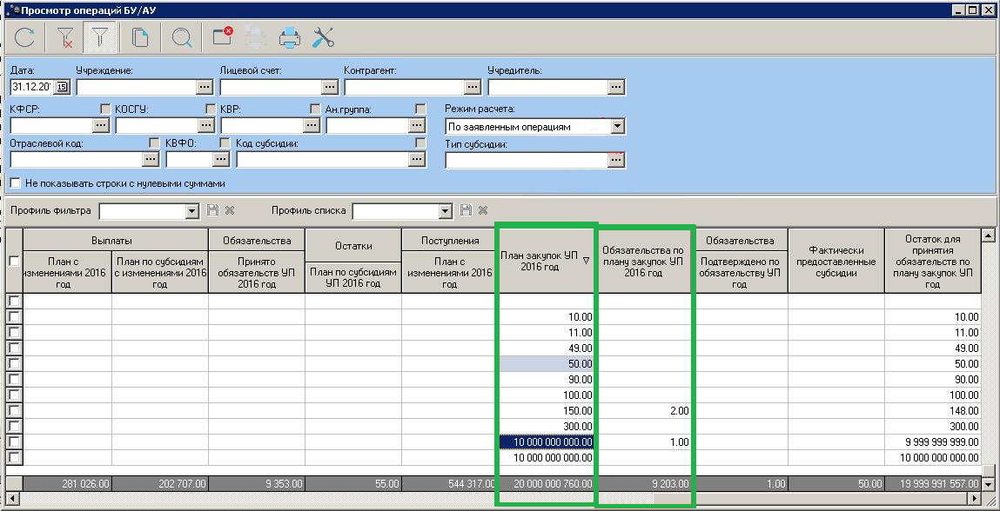 Просмотр операций БУ/АУ
Дата: Учреждение: Лицевой счет: Контрагент: Учредитель:
31.12.20 15
КФСР: КОСГУ: КВР: Ан.группа: Режим расчета:
По заявленным операциям
Отраслевой код: КВФО: Код субсидии: Тип субсидии:
Не показывать строки с нулевыми суммами
Профиль фильтра Профиль списка
Выплаты Обязательства Остатки Поступления План закупок УП 2016 год Обязательства по плану закупок УП 2016 год Обязательства Фактически предоставленные субсидии Остаток для принятия обязательств по плану закупок УП год
План с изменениями 2016 год План по субсидиям с изменениями 2016 год Принято обязательств УП 2016 год План по субсидиям УП 2016 год План с изменениями 2016 год Подтверждено по обязательству УП год
10.00 10.00
11.00 11.00
49.00 49.00
50.00 50.00
90.00 90.00
100.00 100.00
150.00 2.00 148.00
300.00 300.00
10 000 000 000.00 1.00 9 999 999 999.00
10 000 000 000.00 10 000 000 000.00
281 026.00 202 707.00 9 353.00 55.00 544 317.00 20 000 000 760.00 9 203.00 1.00 50.00 19 999 991 557.00